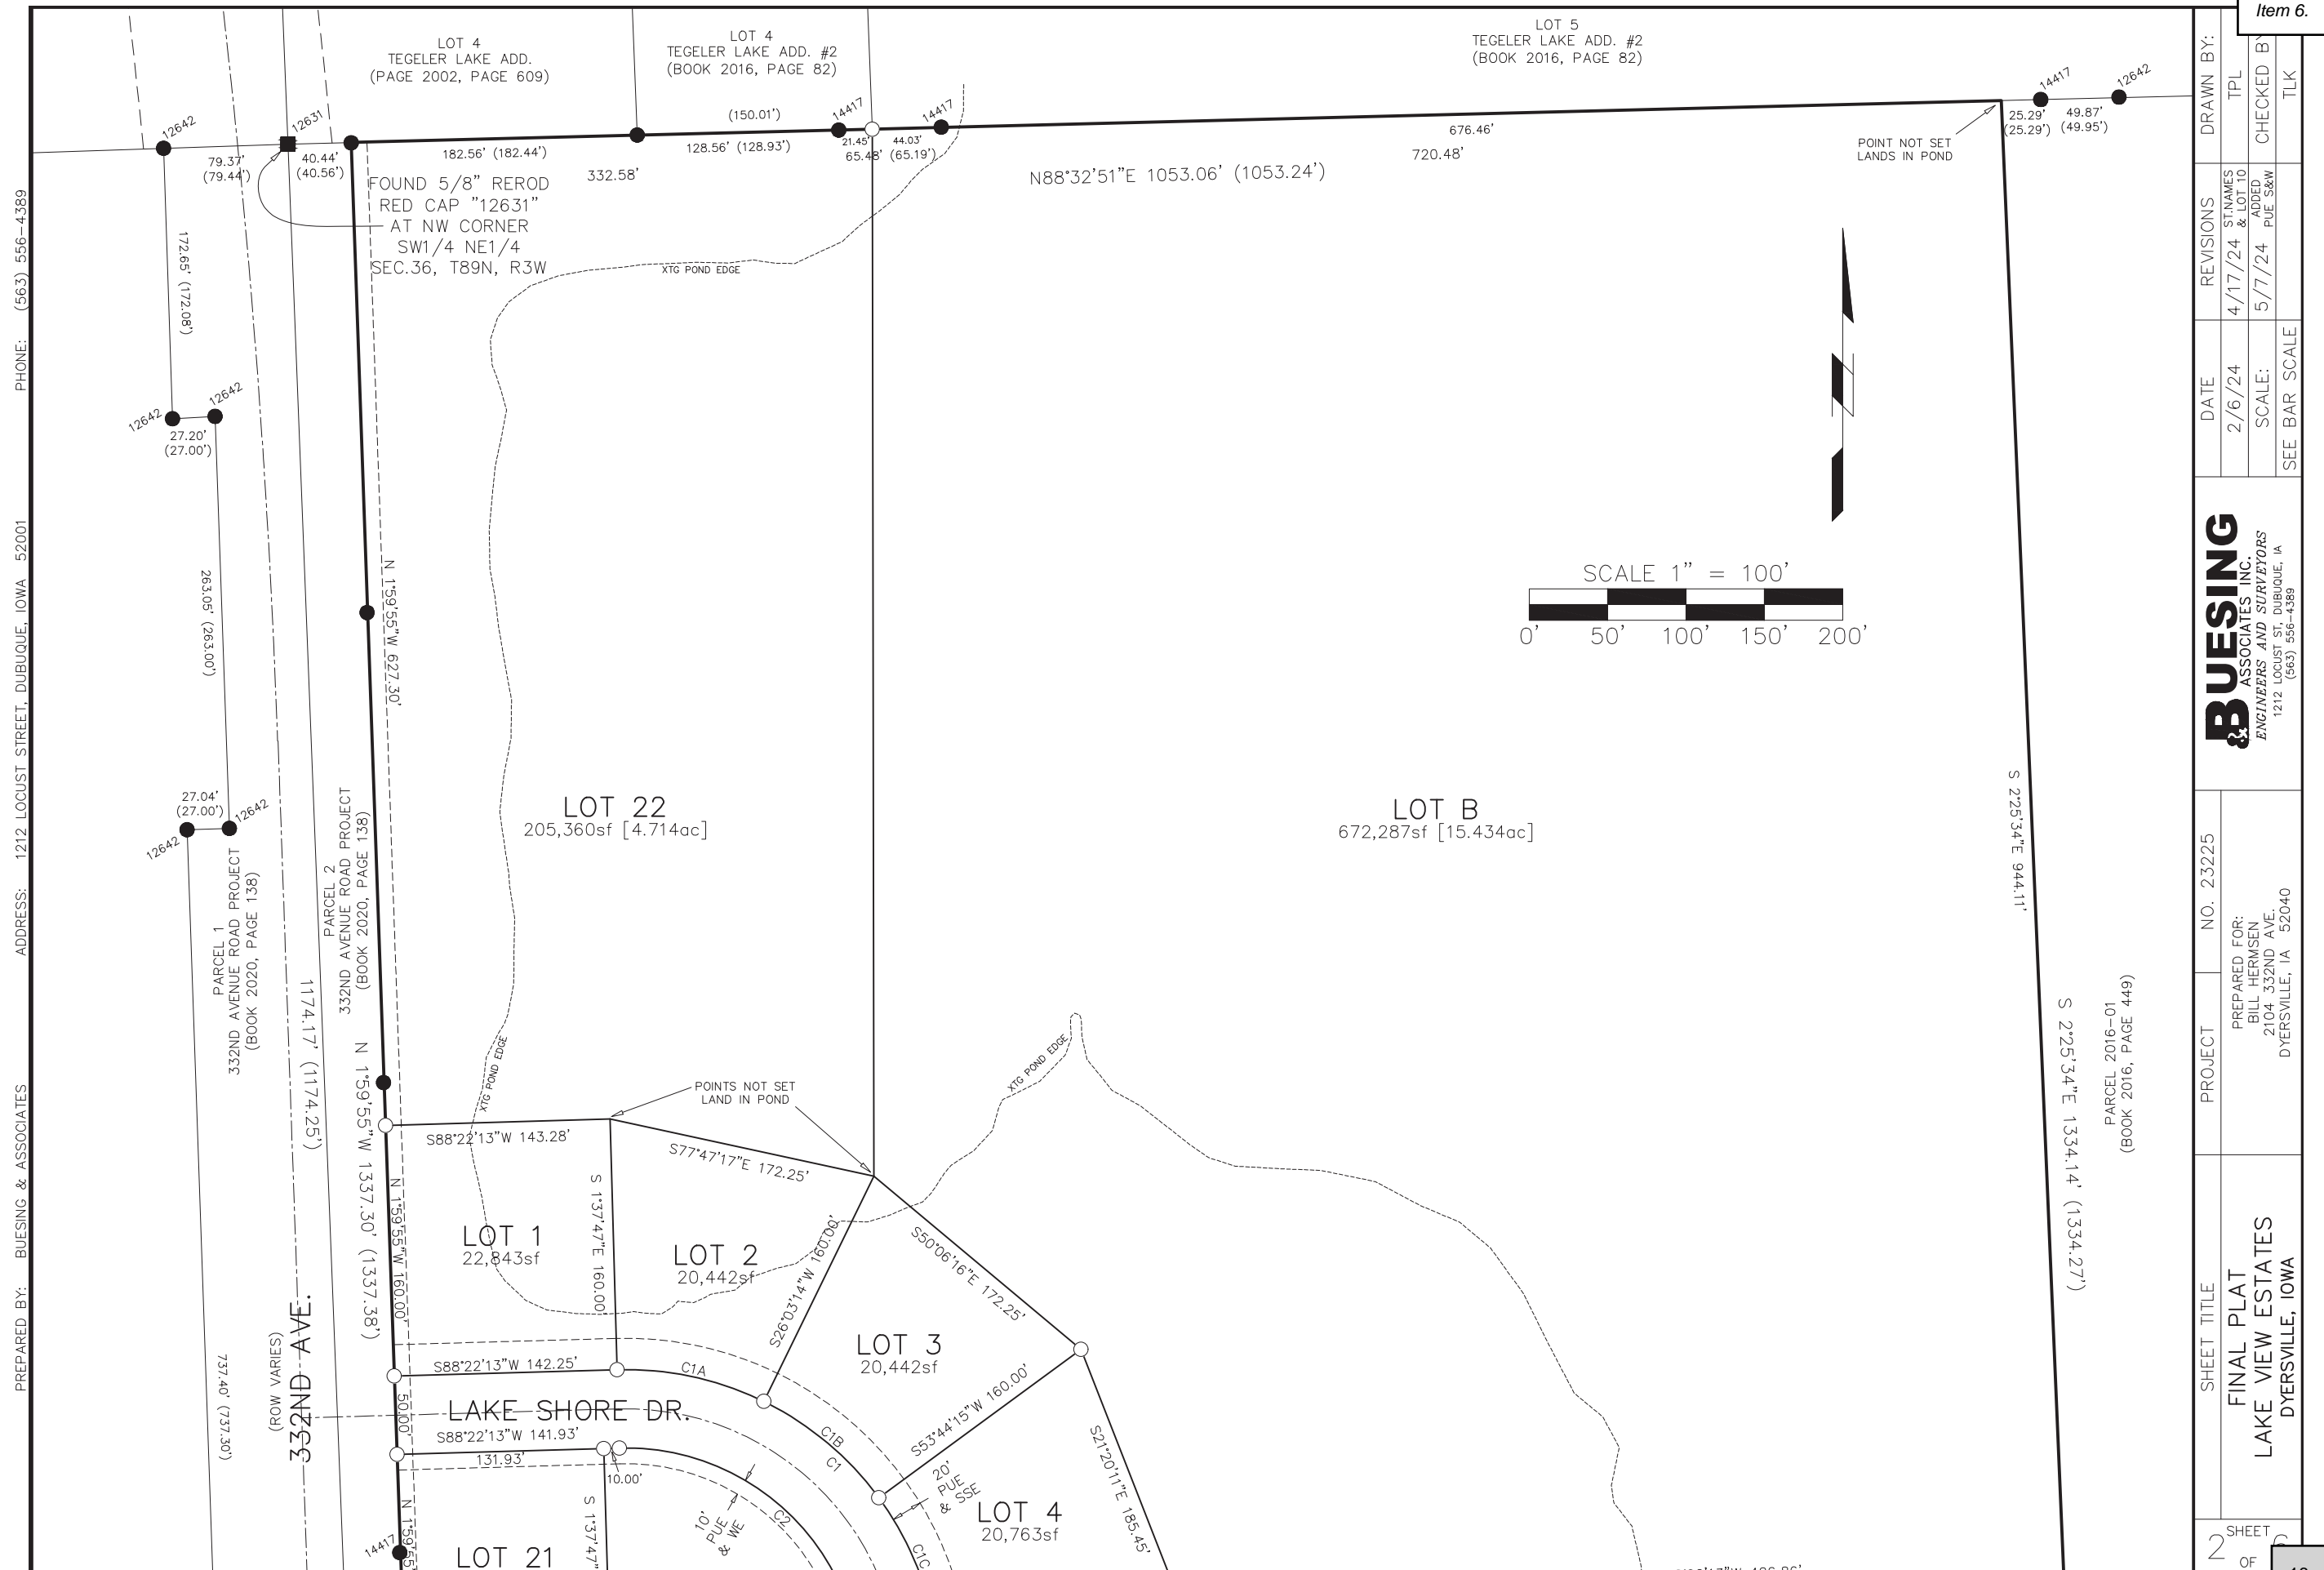 Item 6.
LOT 4
TEGELER LAKE ADD.
(PAGE 2002, PAGE 609)
LOT 4
TEGELER LAKE ADD. #2
(BOOK 2016, PAGE 82)
LOT 5
TEGELER LAKE ADD. #2
(BOOK 2016, PAGE 82)
12642
12631
(150.01')
14417
14417
14417
12642
79.37'
(79.44')
40.44'
(40.56')
182.56' (182.44')
332.58'
128.56' (128.93')
21.45'
44.03'
65.48' (65.19')
676.46'
720.48'
N88°32'51"E 1053.06' (1053.24')
POINT NOT SET
LANDS IN POND
25.29'
(25.29')
49.87'
(49.95')
FOUND 5/8" REROD
RED CAP "12631"
AT NW CORNER
SW1/4 NE1/4
SEC.36, T89N, R3W
XTG POND EDGE
172.65' (172.08')
12642
12642
27.20'
(27.00')
263.05' (263.00')
N 1°59'55"W 627.30'
SCALE 1" = 100'
0' 50' 100' 150' 200'
27.04'
(27.00')
12642
12642
LOT 22
205,360sf [4.714ac]
LOT B
672,287sf [15.434ac]
S 2°25'34"E 944.11'
PARCEL 1
332ND AVENUE ROAD PROJECT
(BOOK 2020, PAGE 138)
PARCEL 2
332ND AVENUE ROAD PROJECT
(BOOK 2020, PAGE 138)
1174.17' (1174.25')
N 1°59'55"W 1337.30' (1337.38')
XTG POND EDGE
POINTS NOT SET
LAND IN POND
XTG POND EDGE
S 2°25'34"E 1334.14' (1334.27')
PARCEL 2016-01
(BOOK 2016, PAGE 449)
S88°22'13"W 143.28'
S77°47'17"E 172.25'
N 1°59'55"W 160.00'
LOT 1
22,843sf
S 1°37'47"E 160.00'
LOT 2
20,442sf
S26°03'14"W 160.00'
S50°06'16"E 172.25'
LOT 3
20,442sf
332ND AVE.
(ROW VARIES)
737.40' (737.30')
S88°22'13"W 142.25'
C1A
50.00'
LAKE SHORE DR.
S88°22'13"W 141.93'
131.93'
10.00'
C1B
C1
S53°44'15"W 160.00'
20'
PUE
& SSE
LOT 4
20,763sf
S21°20'11"E 185.45'
C1C
C2
10'
PUE
& WE
S 1°37'47"
N 1°59'55
14417
LOT 21
PREPARED BY: BUESING & ASSOCIATES ADDRESS: 1212 LOCUST STREET, DUBUQUE, IOWA 52001 PHONE: (563) 556-4389
DRAWN BY:
TPL
CHECKED BY
TLK
REVISIONS
4/17/24 ST.NAMES & LOT 10
5/7/24 ADDED PUE S&W
DATE
2/6/24
SCALE:
SEE BAR SCALE
BUESING
& ASSOCIATES INC.
ENGINEERS AND SURVEYORS
1212 LOCUST ST, DUBUQUE, IA
(563) 556-4389
PROJECT NO. 23225
PREPARED FOR:
BILL HERMSEN
2104 332ND AVE.
DYERSVILLE, IA 52040
SHEET TITLE
FINAL PLAT
LAKE VIEW ESTATES
DYERSVILLE, IOWA
SHEET
2 OF